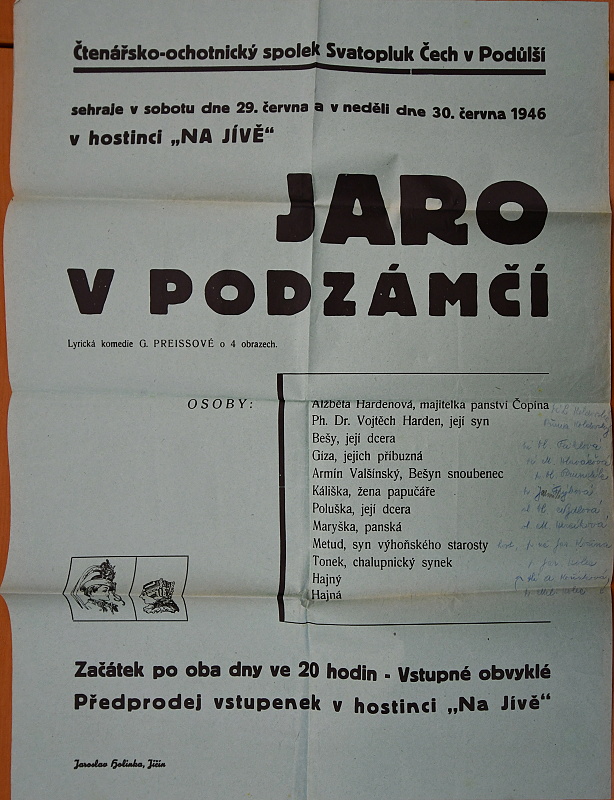 Čtenářsko-ochotnický spolek Svatopluk Čech v Podůlší
sehraje v sobotu dne 29. června a v neděli dne 30. června 1946
v hostinci „NA JÍVĚ“
JARO
V PODZÁMČÍ
Lyrická komedie G. PREISSOVÉ o 4 obrazech.
OSOBY:
Alžběta Hardenová, majitelka panství Čopina
Ph. Dr. Vojtěch Harden, její syn
Bešy, její dcera
Giza, jejich příbuzná
Armín Valšínský, Bešyn snoubenec
Káliška, žena papučáře
Poluška, její dcera
Maryška, panská
Metud, syn výhoňského starosty
Tonek, chalupnický synek
Hajný
Hajná
Začátek po oba dny ve 20 hodin - Vstupné obvyklé
Předprodej vstupenek v hostinci „Na Jívě“
Jaroslav Holinka, Jičín